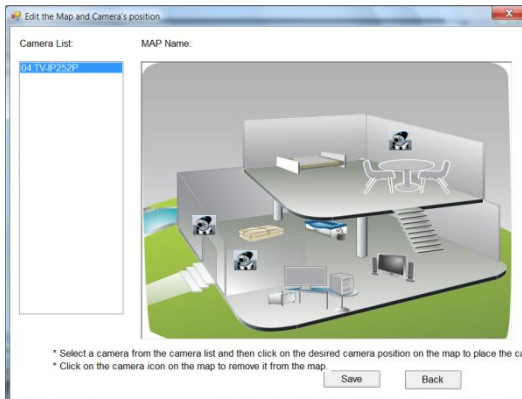 Edit the Map and Camera's position
Camera List:
MAP Name:
04:TV-IP252P
* Select a camera from the camera list and then click on the desired camera position on the map to place the
* Click on the camera icon on the map to remove it from the map.
Save
Back